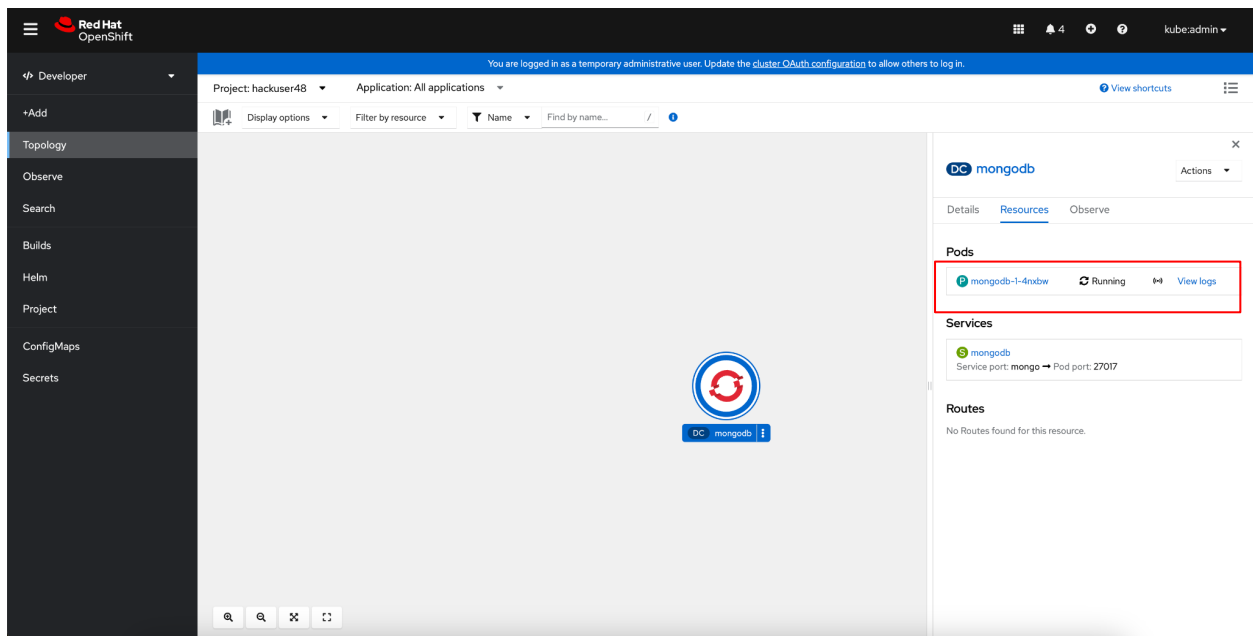 Red Hat
OpenShift
4
kube:admin
You are logged in as a temporary administrative user. Update the cluster OAuth configuration to allow others to log in.
Developer
+Add
Topology
Observe
Search
Builds
Helm
Project
ConfigMaps
Secrets
Project: hackuser48
Application: All applications
View shortcuts
Display options
Filter by resource
Name
Find by name...
/
DC mongodb
DC mongodb
Actions
Details Resources Observe
Pods
P mongodb-1-4nxbw Running View logs
Services
S mongodb
Service port: mongo → Pod port: 27017
Routes
No Routes found for this resource.